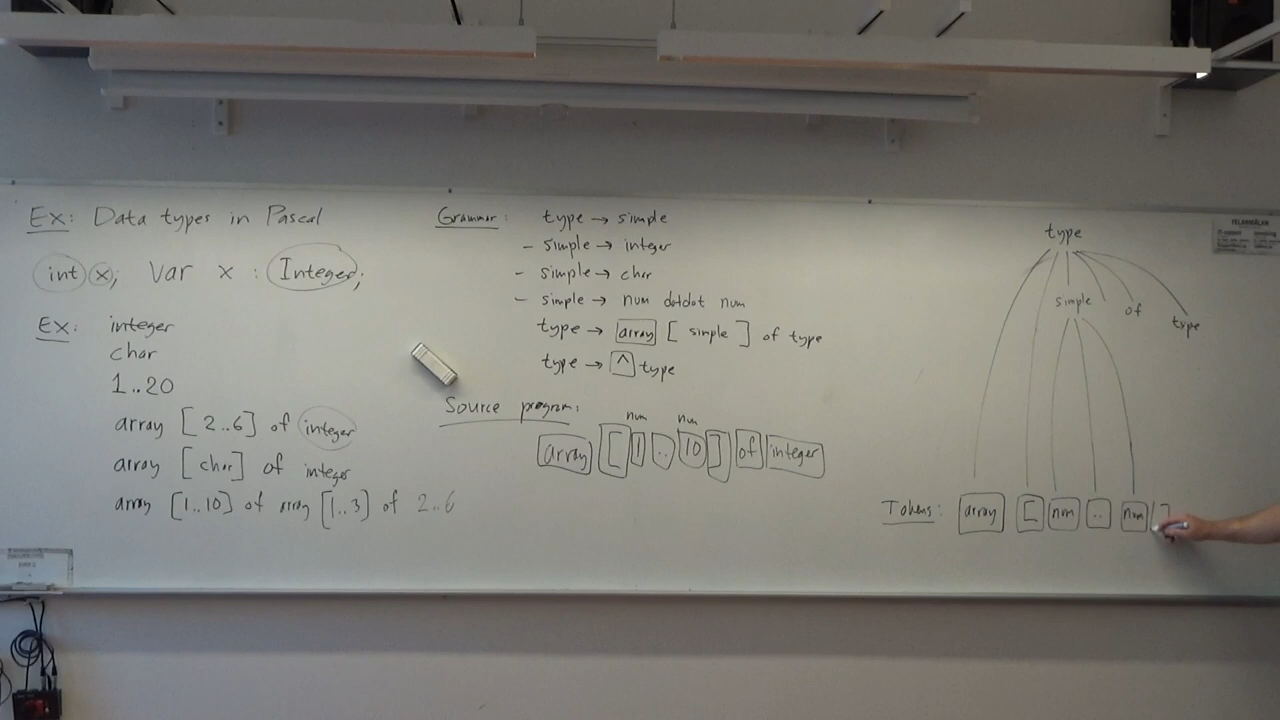 Ex: Data types in Pascal
int x; Var x : Integer;
Ex: integer
char
1..20
array [ 2..6] of integer
array [char] of integer
array [1..10] of array [1..3] of 2..6
Grammar: type → simple
– simple → integer
– simple → char
– simple → num dotdot num
type → array [ simple ] of type
type → ^ type
Source program:
num num
array [ 1 .. 10 ] of integer
type
simple of type
Tokens: array [ num .. num ]